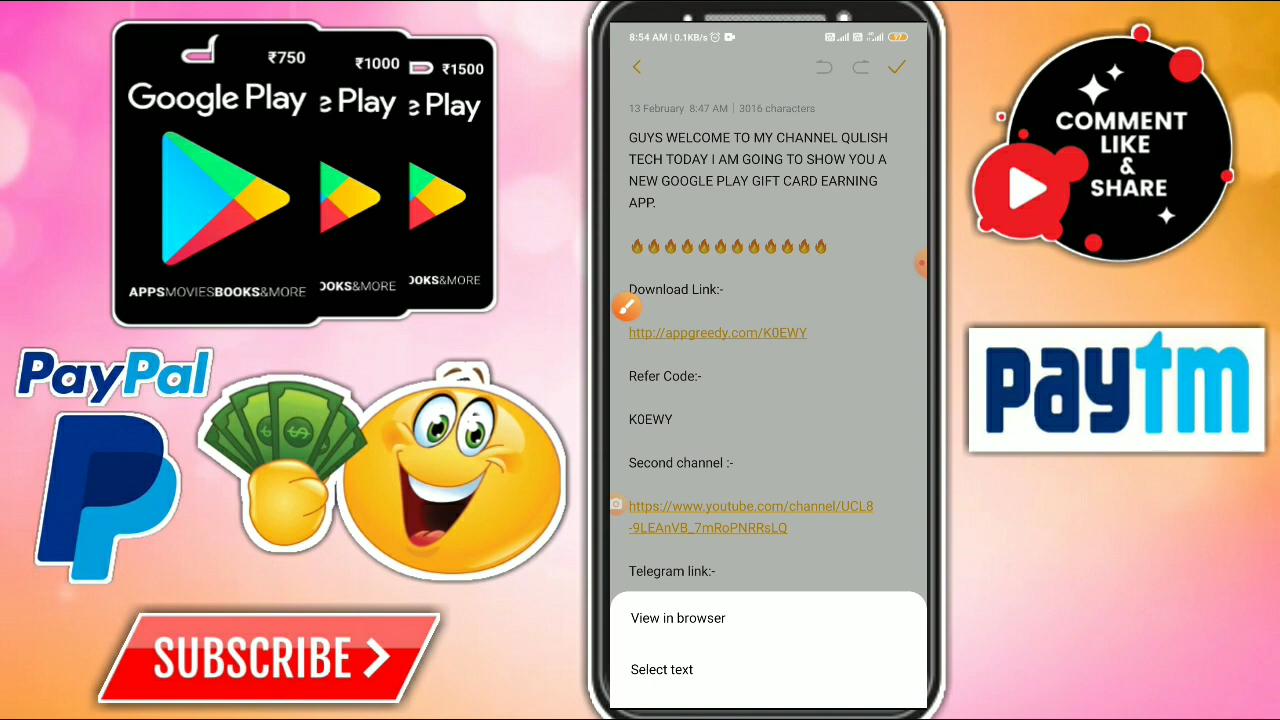 ₹750
Google Play
APPSMOVIESBOOKS&MORE
₹1000
e Play
OOKS&MORE
₹1500
e Play
OOKS&MORE
PayPal
SUBSCRIBE
8:54 AM | 0.1KB/s
97
13 February 8:47 AM | 3016 characters
GUYS WELCOME TO MY CHANNEL QULISH
TECH TODAY I AM GOING TO SHOW YOU A
NEW GOOGLE PLAY GIFT CARD EARNING
APP.
🔥🔥🔥🔥🔥🔥🔥🔥🔥🔥🔥🔥
Download Link:-
http://appgreedy.com/K0EWY
Refer Code:-
K0EWY
Second channel :-
https://www.youtube.com/channel/UCL8
-9LEAnVB_7mRoPNRRsLQ
Telegram link:-
View in browser
Select text
COMMENT
LIKE
&
SHARE
paytm